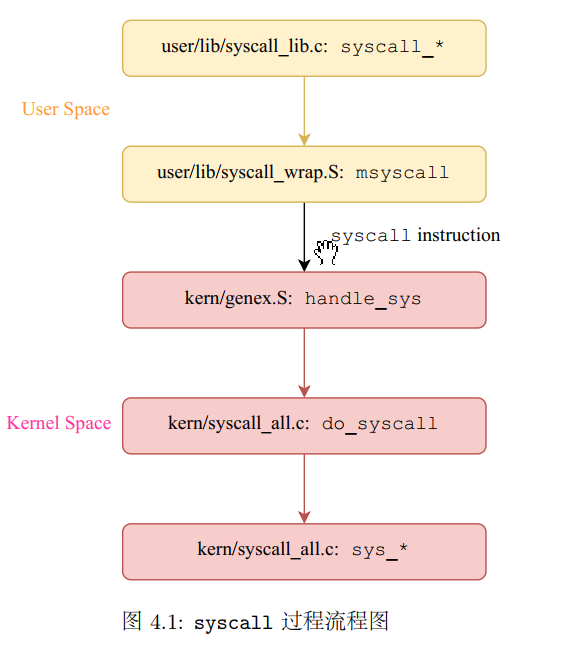 user/lib/syscall_lib.c: syscall_*
User Space
user/lib/syscall_wrap.S: msyscall
syscall instruction
kern/genex.S: handle_sys
Kernel Space
kern/syscall_all.c: do_syscall
kern/syscall_all.c: sys_*
图 4.1: syscall 过程流程图